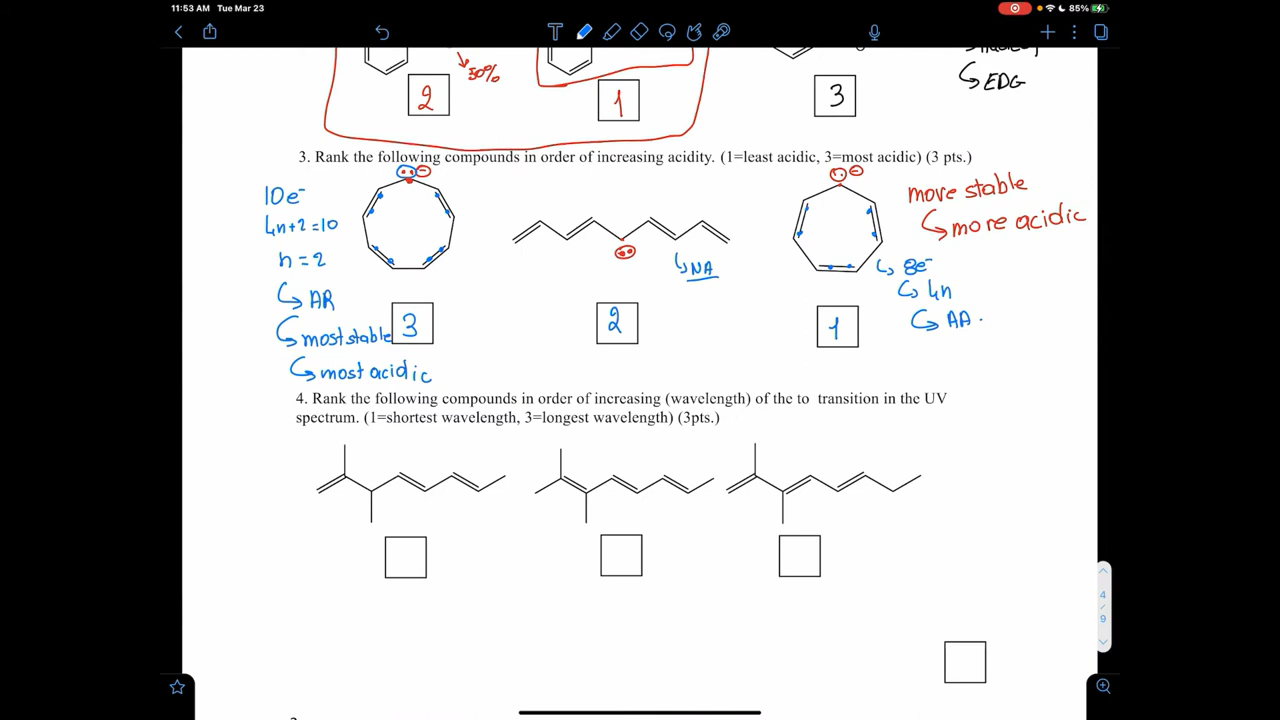 11:53 AM Tue Mar 23
85%
50%
EDG
2
1
3
3. Rank the following compounds in order of increasing acidity. (1=least acidic, 3=most acidic) (3 pts.)
10e⁻
4n+2=10
n=2
AR
most stable
most acidic
NA
more stable
more acidic
8e⁻
4n
AA.
3
2
1
4. Rank the following compounds in order of increasing (wavelength) of the to transition in the UV
spectrum. (1=shortest wavelength, 3=longest wavelength) (3pts.)
4
/
9